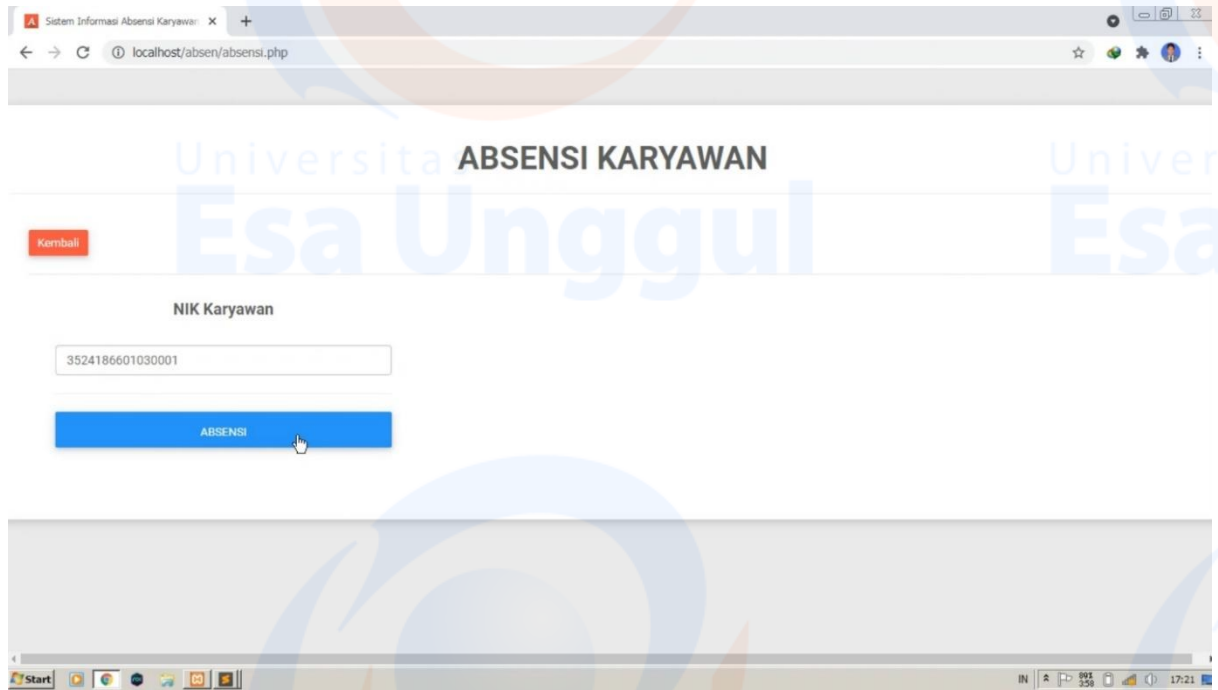 Sistem Informasi Absensi Karyawan
localhost/absen/absensi.php
Universitas
Esa Unggul
Univer
Esa
ABSENSI KARYAWAN
Kembali
NIK Karyawan
3524186601030001
ABSENSI
Start
IN
17:21